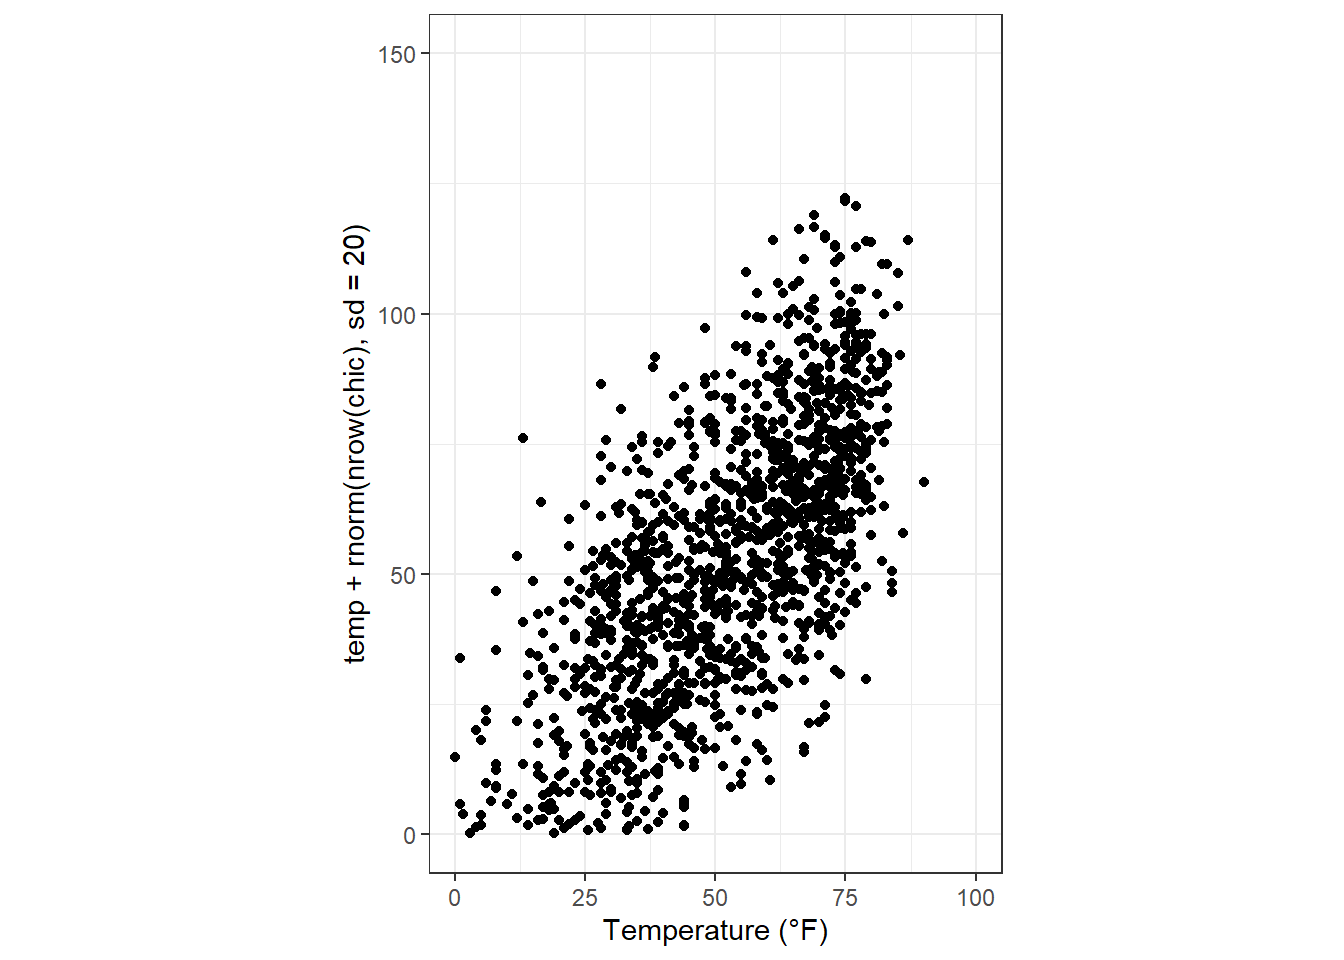 150
100
50
0
temp + rnorm(nrow(chic), sd = 20)
0 25 50 75 100
Temperature (°F)